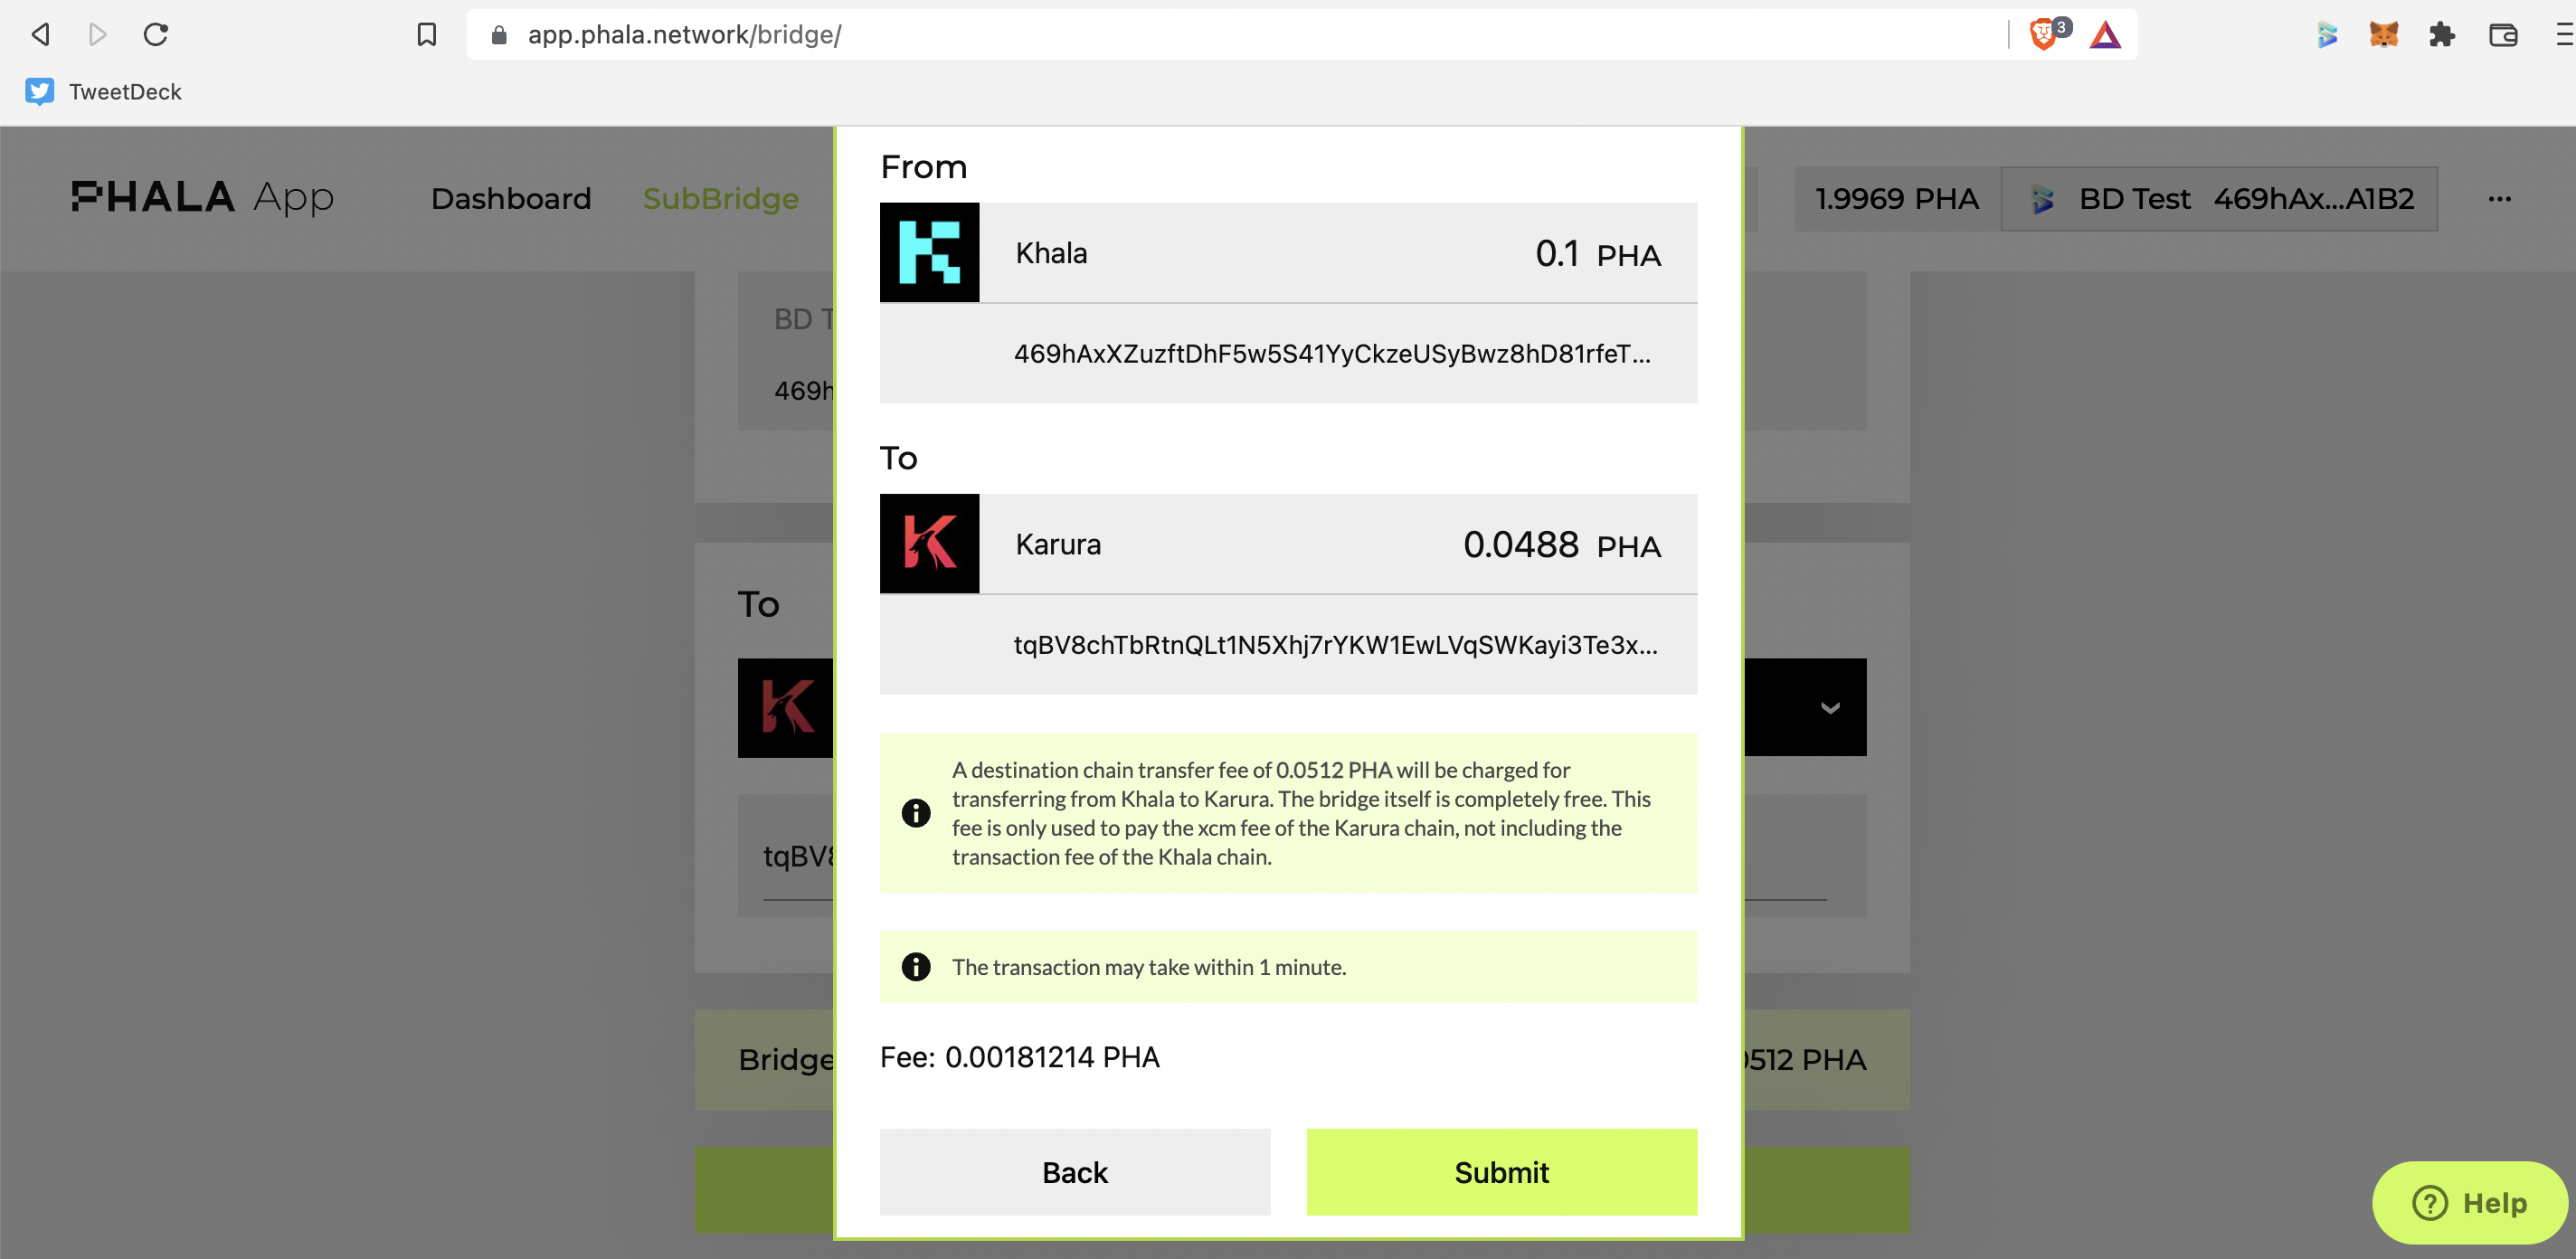 app.phala.network/bridge/
3
TweetDeck
PHALA App
Dashboard
SubBridge
1.9969 PHA
BD Test 469hAx...A1B2
...
From
Khala
0.1 PHA
469hAxXZuzftDhF5w5S41YyCkzeUSyBwz8hD81rfeT...
BD T
469h
To
Karura
0.0488 PHA
tqBV8chTbRtnQLt1N5Xhj7rYKW1EwLVqSWKayi3Te3x...
To
tqBV8
A destination chain transfer fee of 0.0512 PHA will be charged for
transferring from Khala to Karura. The bridge itself is completely free. This
fee is only used to pay the xcm fee of the Karura chain, not including the
transaction fee of the Khala chain.
The transaction may take within 1 minute.
Bridge
0512 PHA
Fee: 0.00181214 PHA
Back
Submit
Help